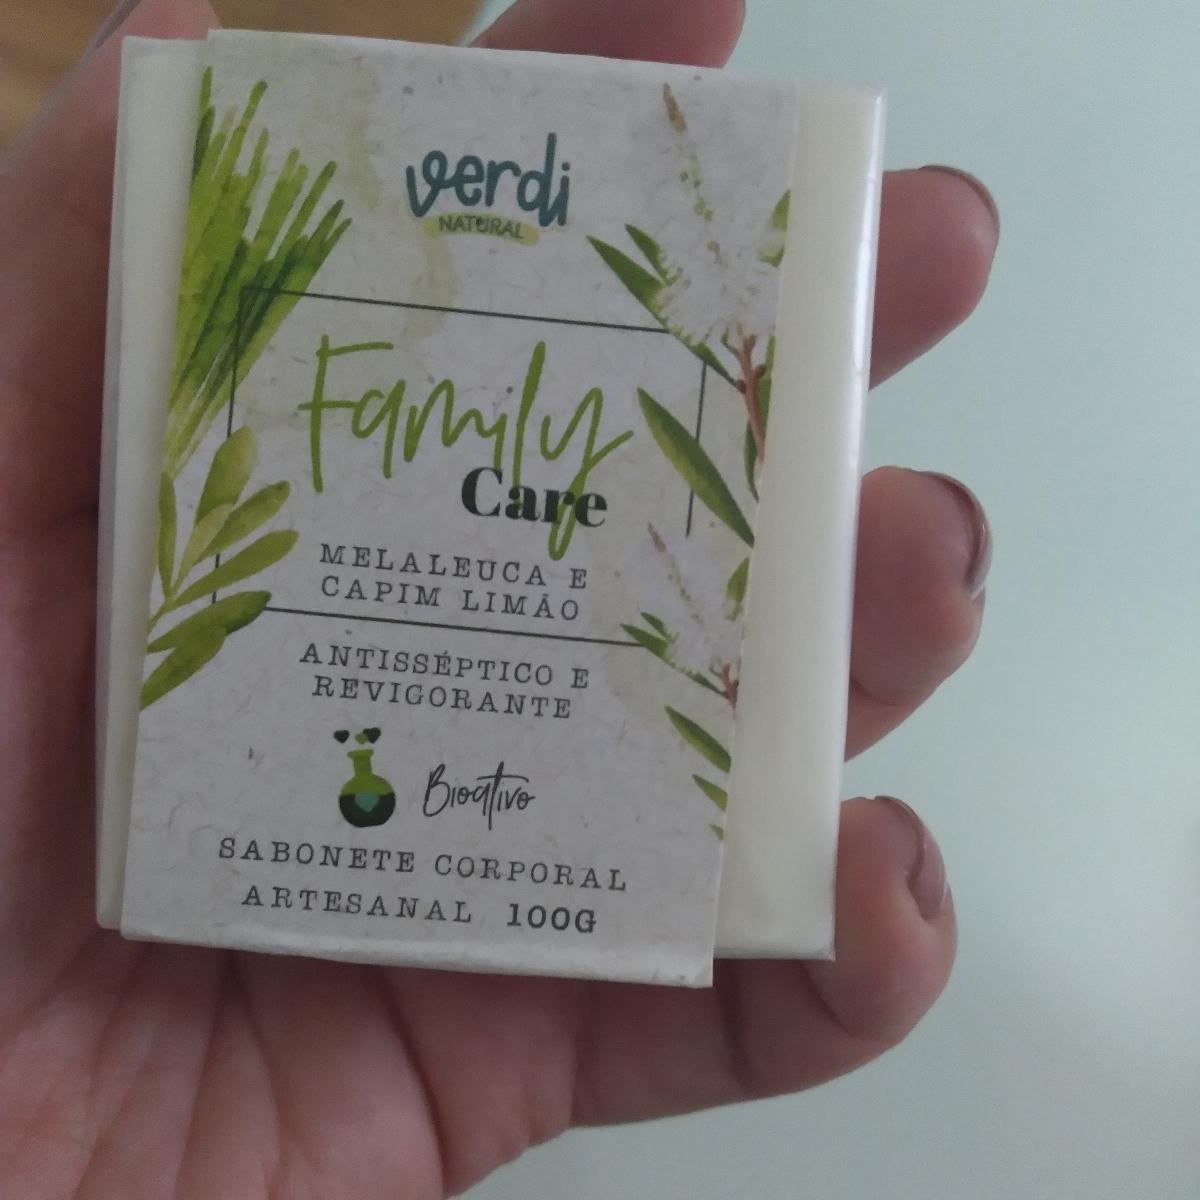 verdi
NATURAL
Family
Care
MELALEUCA E
CAPIM LIMÃO
ANTISSÉPTICO E
REVIGORANTE
Bioativo
SABONETE CORPORAL
ARTESANAL 100G